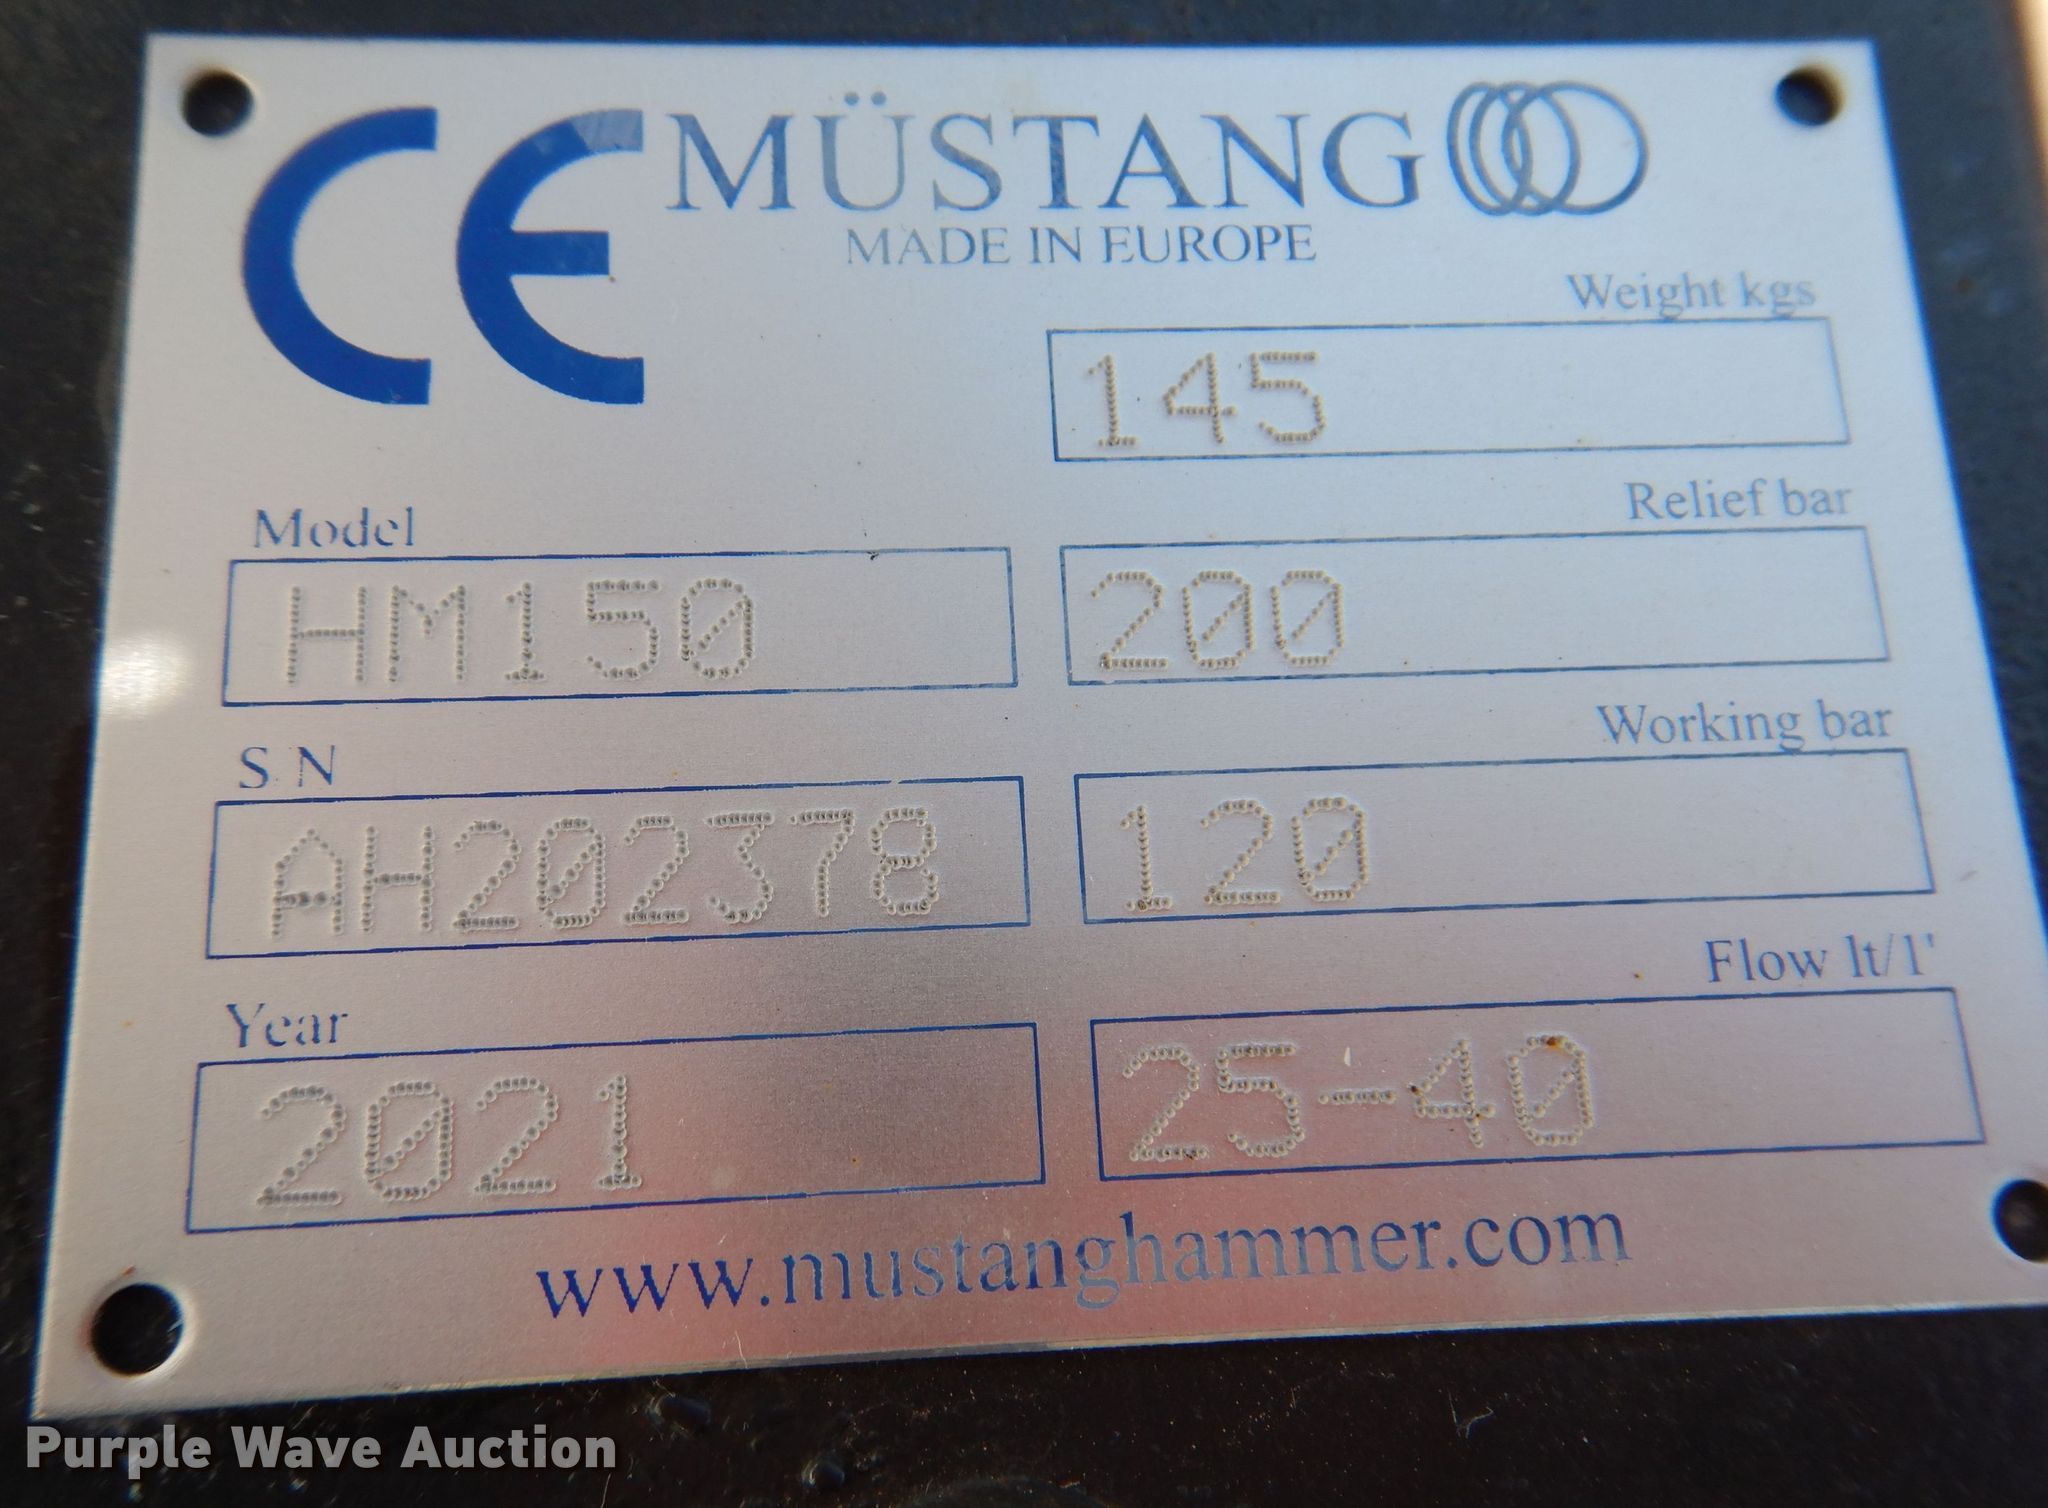 CE MÜSTANG
MADE IN EUROPE
Weight kgs
145
Model
HM150
Relief bar
200
S N
AH202378
Working bar
120
Year
2021
Flow lt/1'
25-40
www.mustanghammer.com
Purple Wave Auction